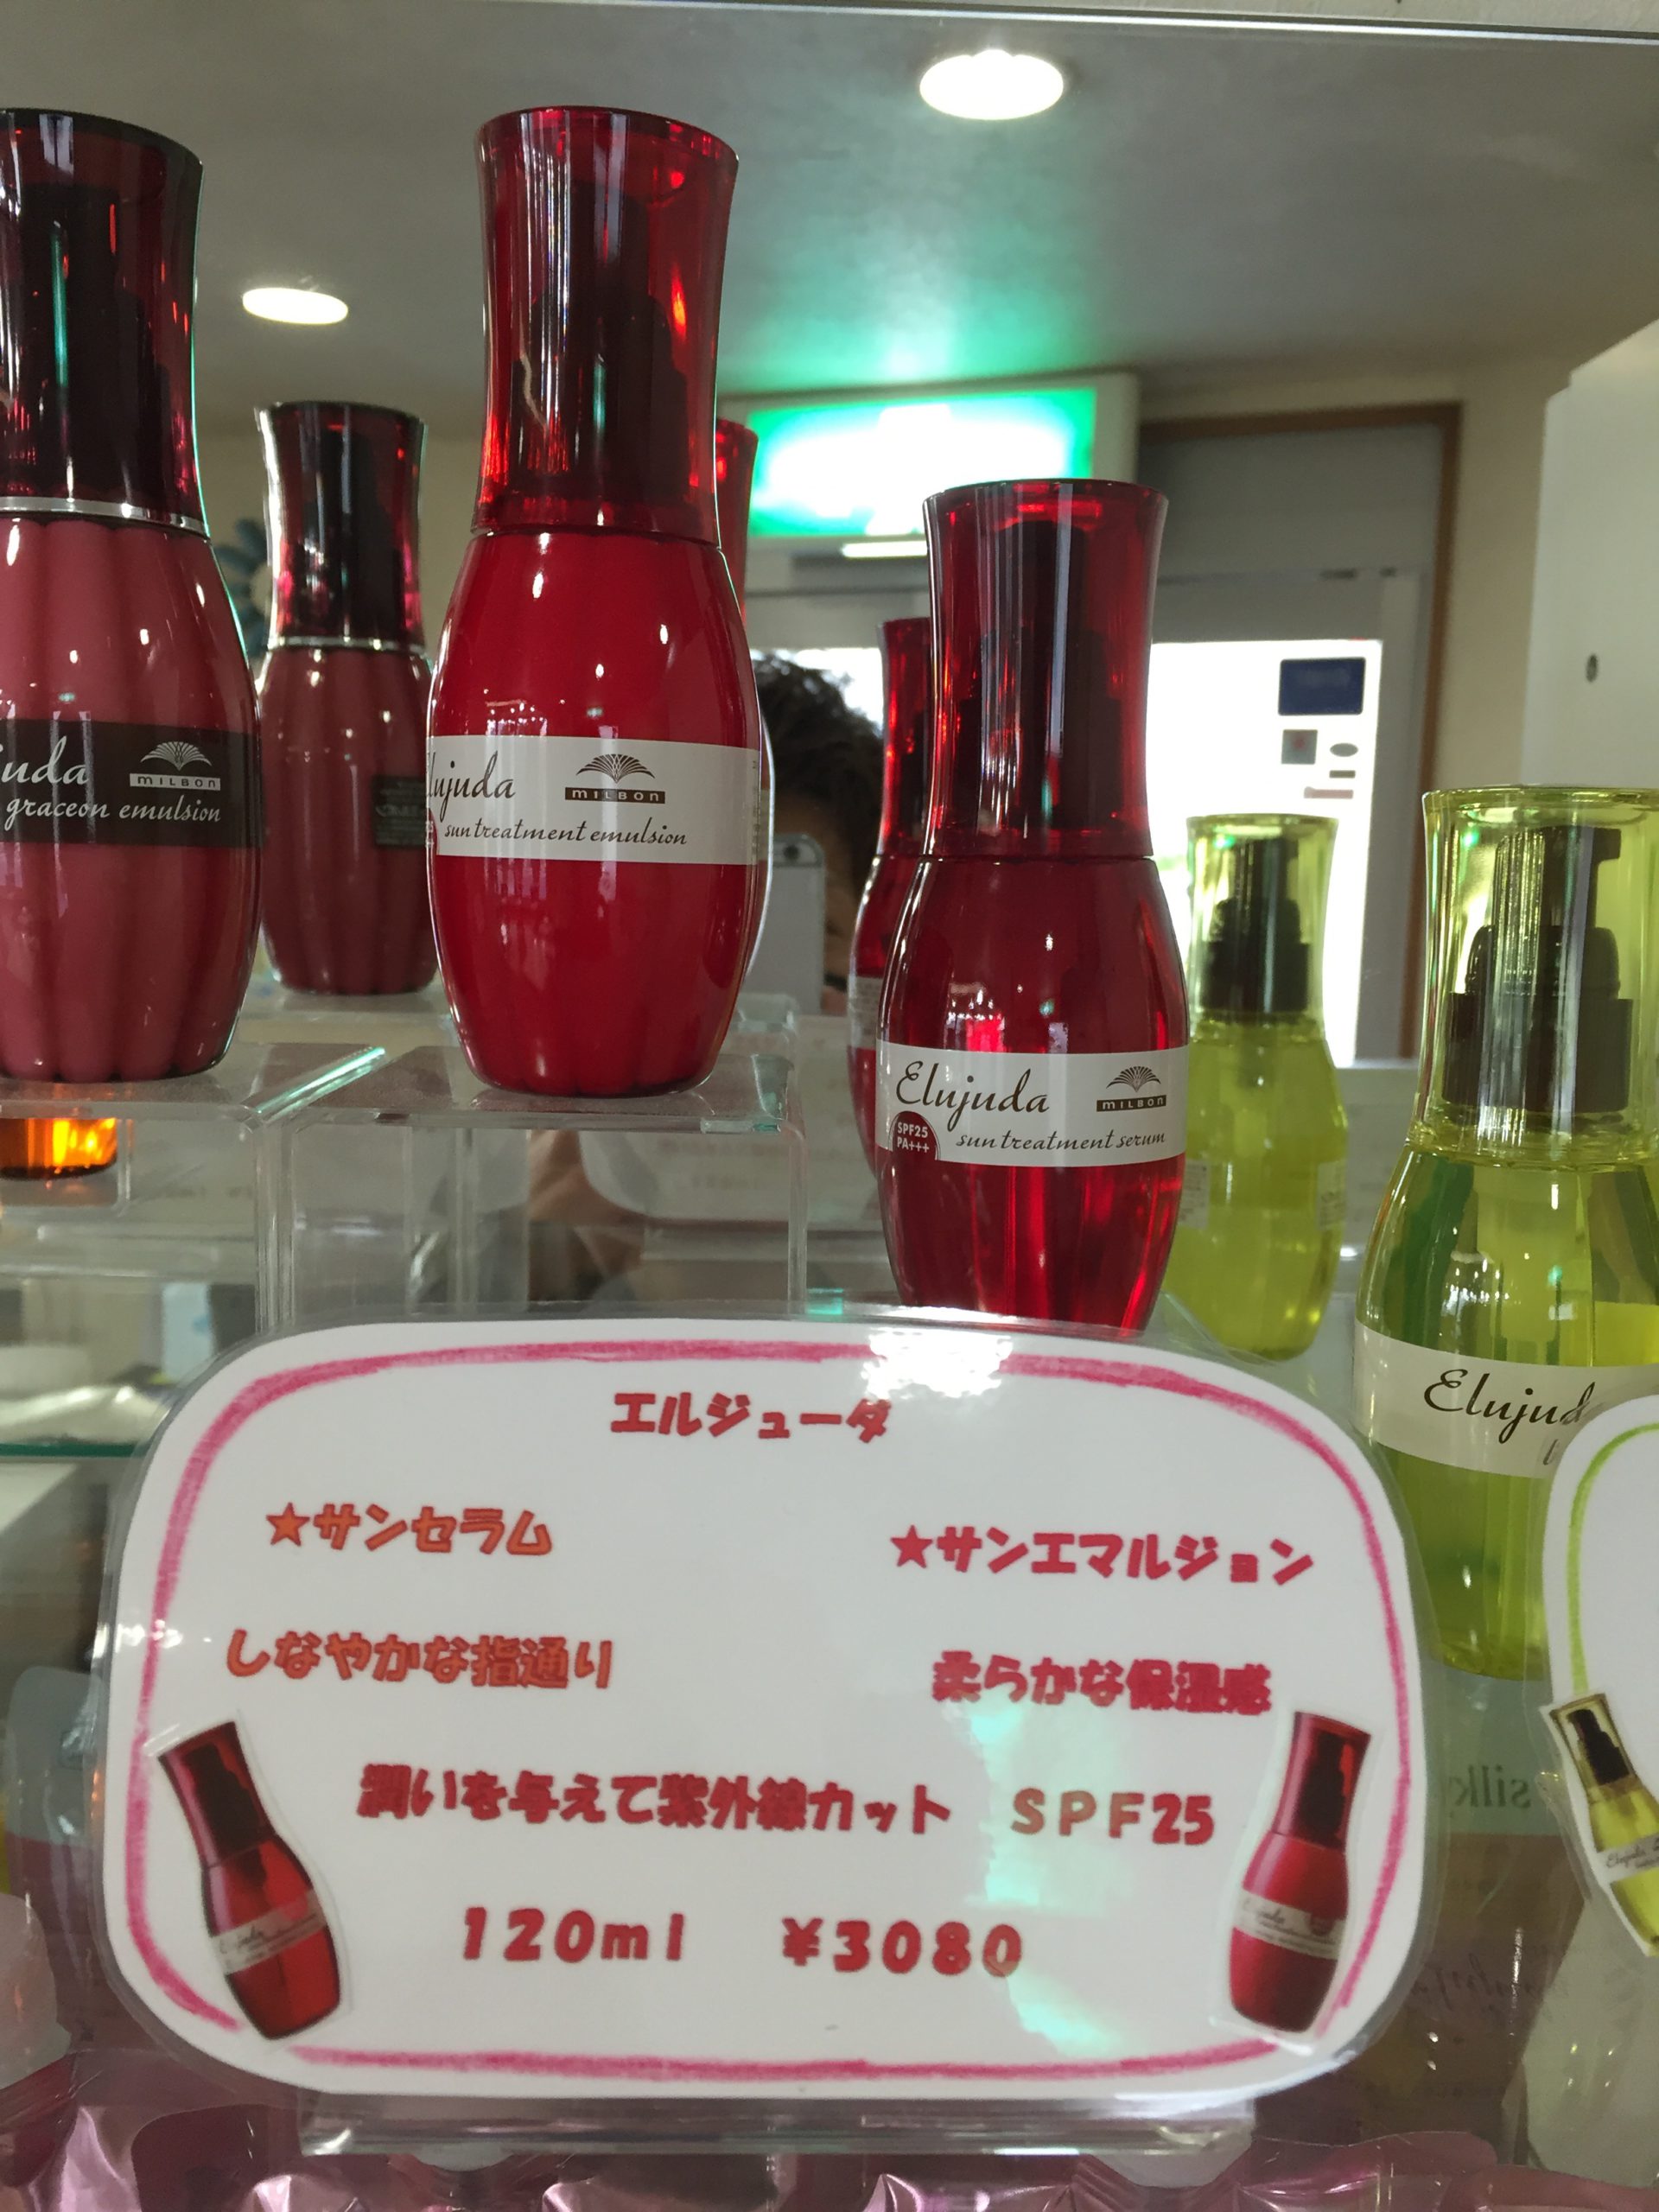 juda
MILBON
graceon emulsion
lujuda
MILBON
sun treatment emulsion
Elujuda
MILBON
SPF25
PA+++
sun treatment serum
Elujud
エルジューダ
★サンセラム
★サンエマルジョン
しなやかな指通り
柔らかな保湿感
潤いを与えて紫外線カット SPF25
120ml ¥3080